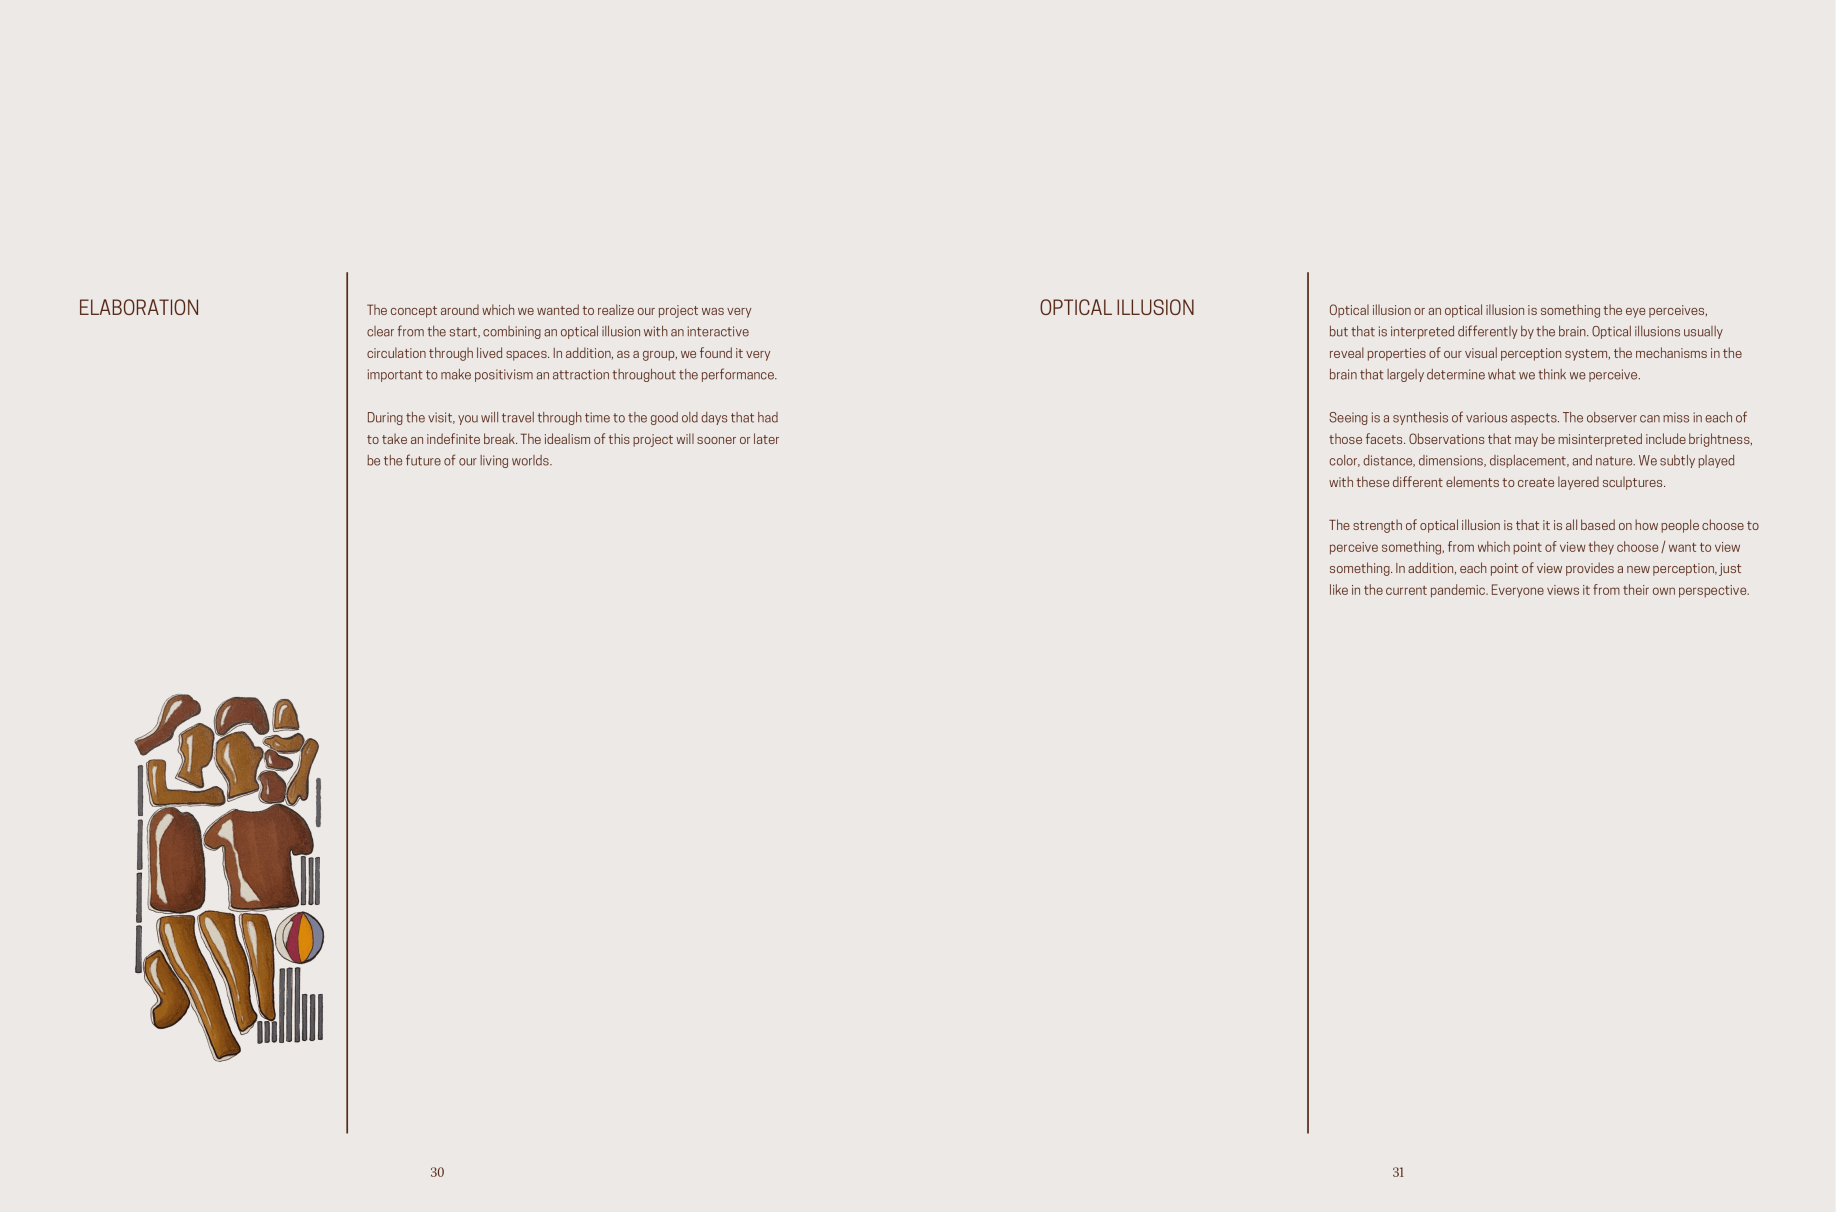 ELABORATION
The concept around which we wanted to realize our project was very
clear from the start, combining an optical illusion with an interactive
circulation through lived spaces. In addition, as a group, we found it very
important to make positivism an attraction throughout the performance.
During the visit, you will travel through time to the good old days that had
to take an indefinite break. The idealism of this project will sooner or later
be the future of our living worlds.
30
OPTICAL ILLUSION
Optical illusion or an optical illusion is something the eye perceives,
but that is interpreted differently by the brain. Optical illusions usually
reveal properties of our visual perception system, the mechanisms in the
brain that largely determine what we think we perceive.
Seeing is a synthesis of various aspects. The observer can miss in each of
those facets. Observations that may be misinterpreted include brightness,
color, distance, dimensions, displacement, and nature. We subtly played
with these different elements to create layered sculptures.
The strength of optical illusion is that it is all based on how people choose to
perceive something, from which point of view they choose / want to view
something. In addition, each point of view provides a new perception, just
like in the current pandemic. Everyone views it from their own perspective.
31